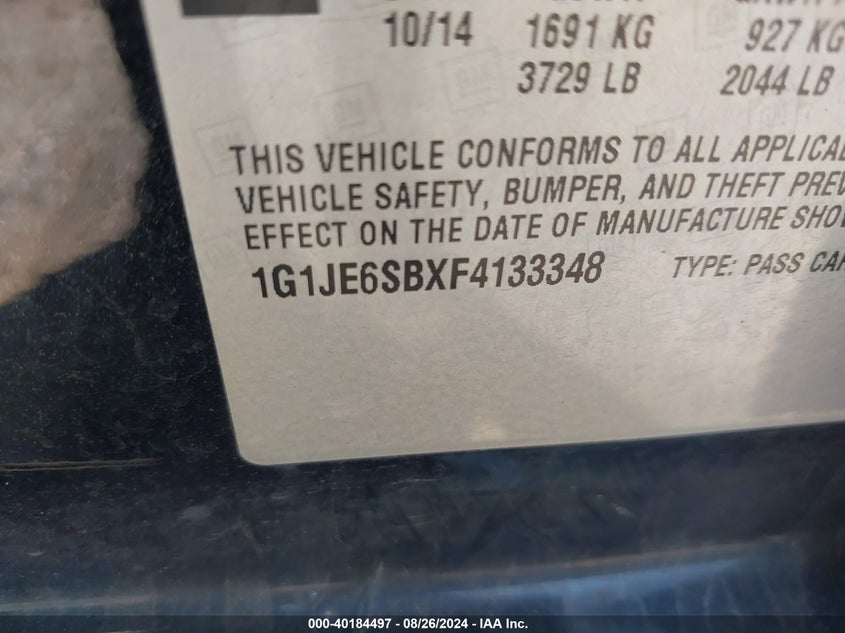 10/14 1691 KG 927 KG
3729 LB 2044 LB
THIS VEHICLE CONFORMS TO ALL
VEHICLE SAFETY, BUMPER, AND THEFT
EFFECT ON THE DATE OF MANUFACTURE
1G1JE6SBXF4133348 TYPE: PASS
000-40184497 - 08/26/2024 - IAA Inc.